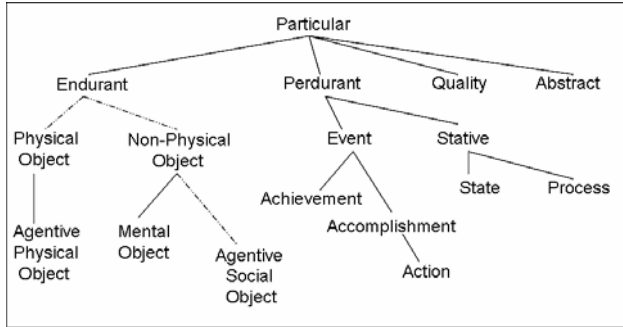 Particular
Endurant Perdurant Quality Abstract
Physical
Object
Non-Physical
Object
Event Stative
Achievement
State Process
Agentive
Physical
Object
Mental
Object
Accomplishment
Agentive
Social
Object
Action